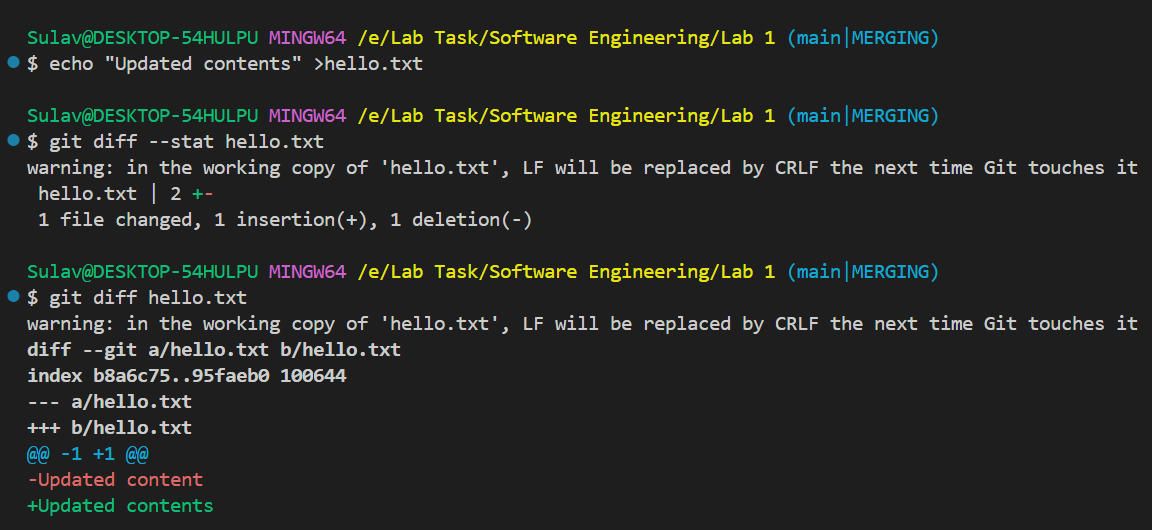 Sulav@DESKTOP-54HULPU MINGW64 /e/Lab Task/Software Engineering/Lab 1 (main|MERGING)
$ echo "Updated contents" >hello.txt
Sulav@DESKTOP-54HULPU MINGW64 /e/Lab Task/Software Engineering/Lab 1 (main|MERGING)
$ git diff --stat hello.txt
warning: in the working copy of 'hello.txt', LF will be replaced by CRLF the next time Git touches it
 hello.txt | 2 +-
 1 file changed, 1 insertion(+), 1 deletion(-)
Sulav@DESKTOP-54HULPU MINGW64 /e/Lab Task/Software Engineering/Lab 1 (main|MERGING)
$ git diff hello.txt
warning: in the working copy of 'hello.txt', LF will be replaced by CRLF the next time Git touches it
diff --git a/hello.txt b/hello.txt
index b8a6c75..95faeb0 100644
--- a/hello.txt
+++ b/hello.txt
@@ -1 +1 @@
-Updated content
+Updated contents